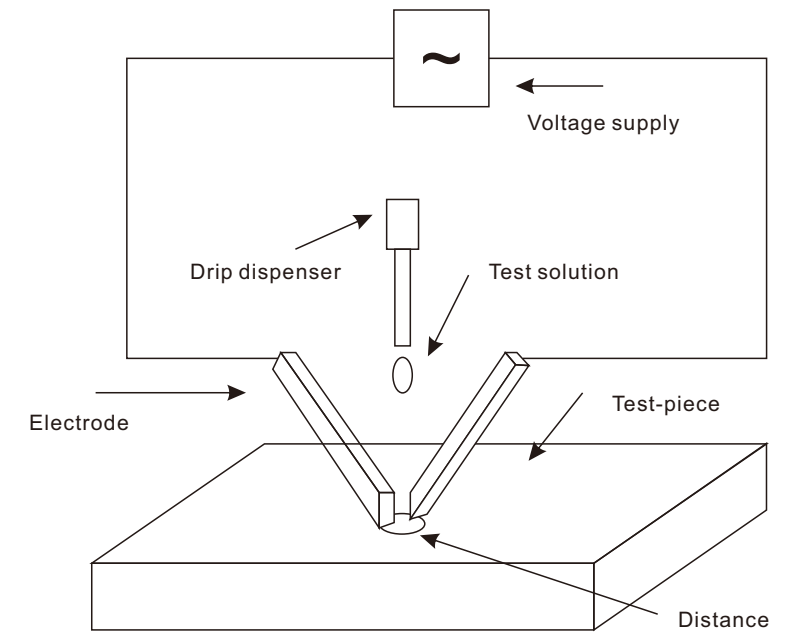 ~
Voltage supply
Drip dispenser
Test solution
Electrode
Test-piece
Distance